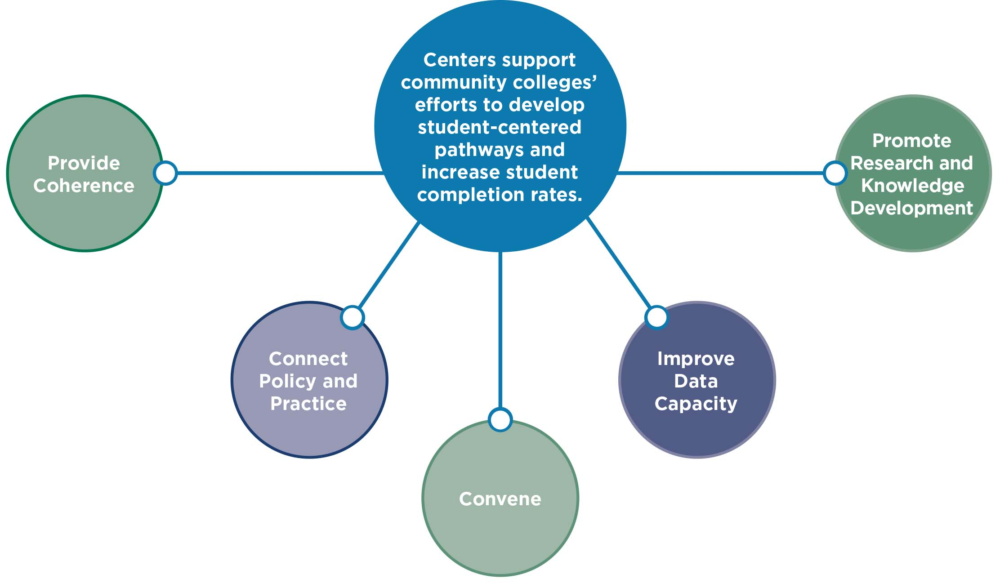 Centers support
community colleges’
efforts to develop
student-centered
pathways and
increase student
completion rates.
Provide
Coherence
Connect
Policy and
Practice
Convene
Improve
Data
Capacity
Promote
Research and
Knowledge
Development